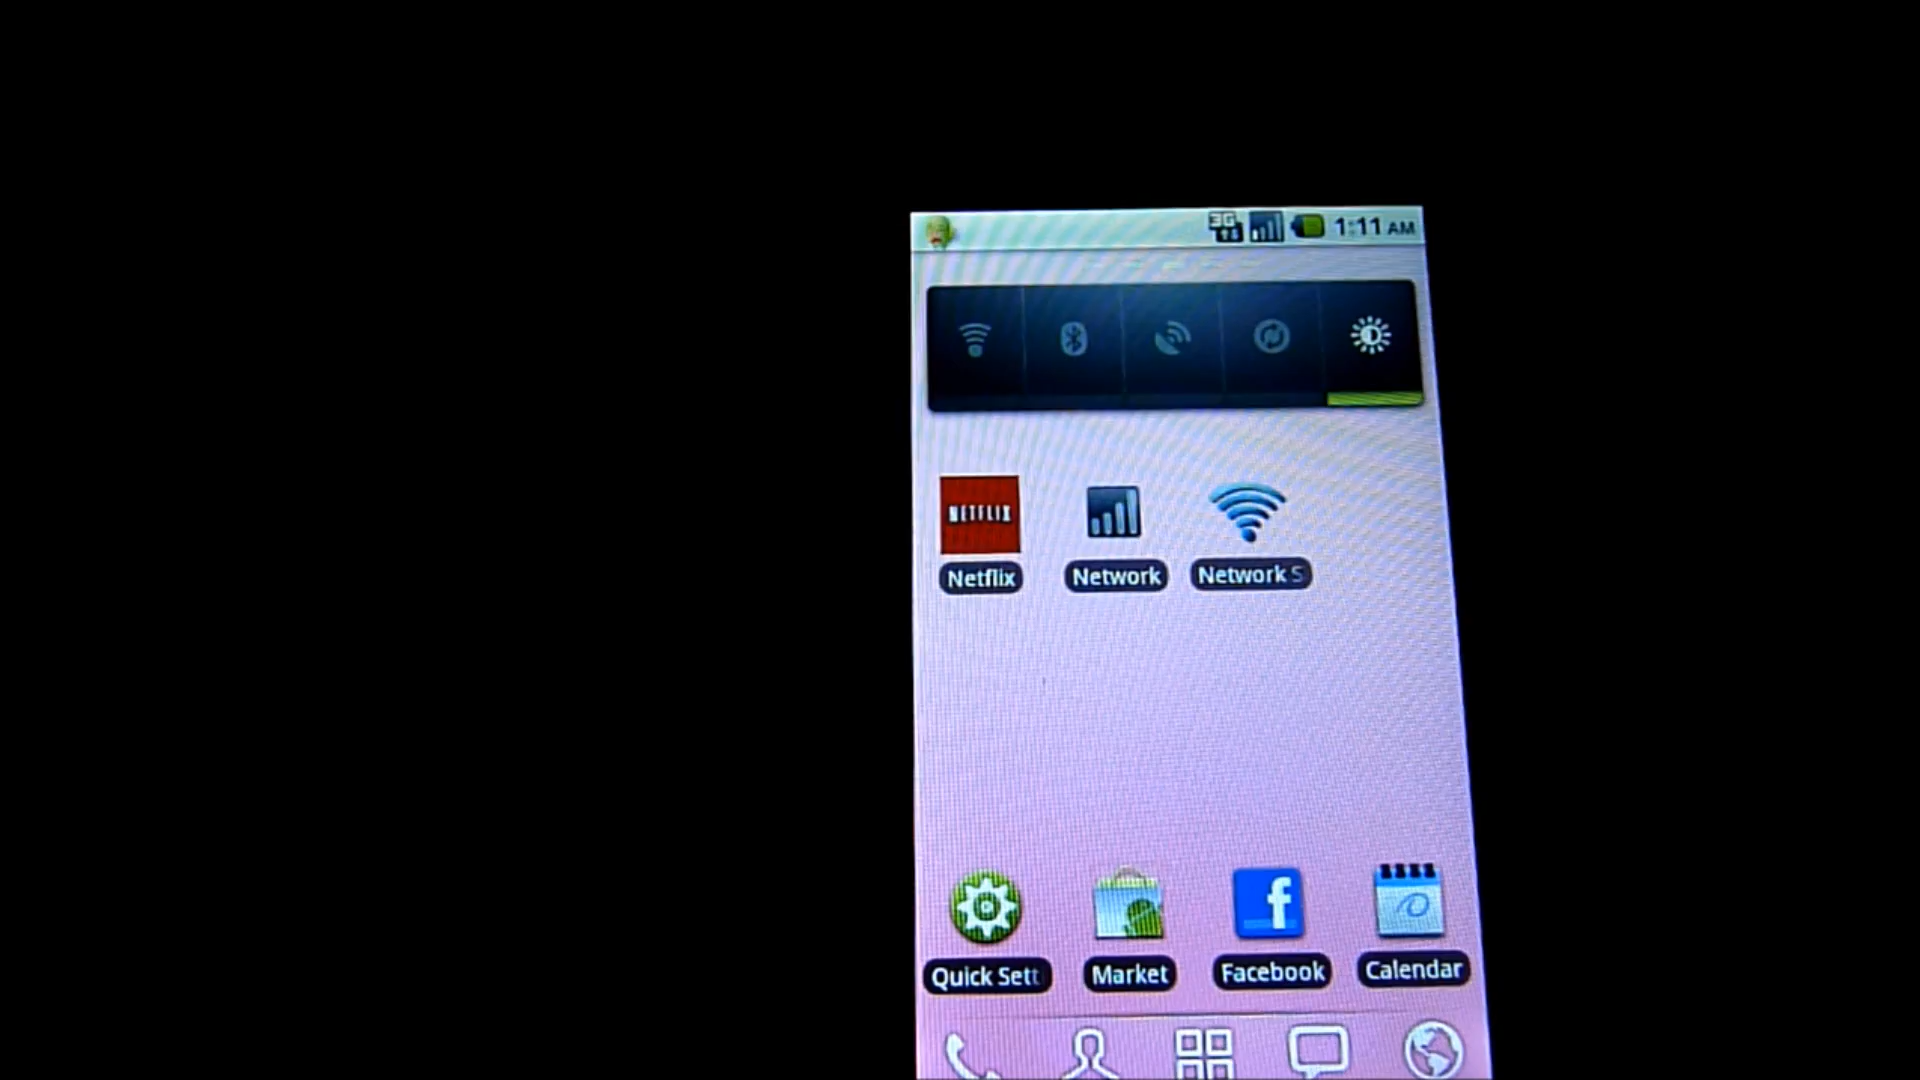 3G 1:11 AM
NETFLIX
Netflix Network Network S
Quick Sett Market Facebook Calendar